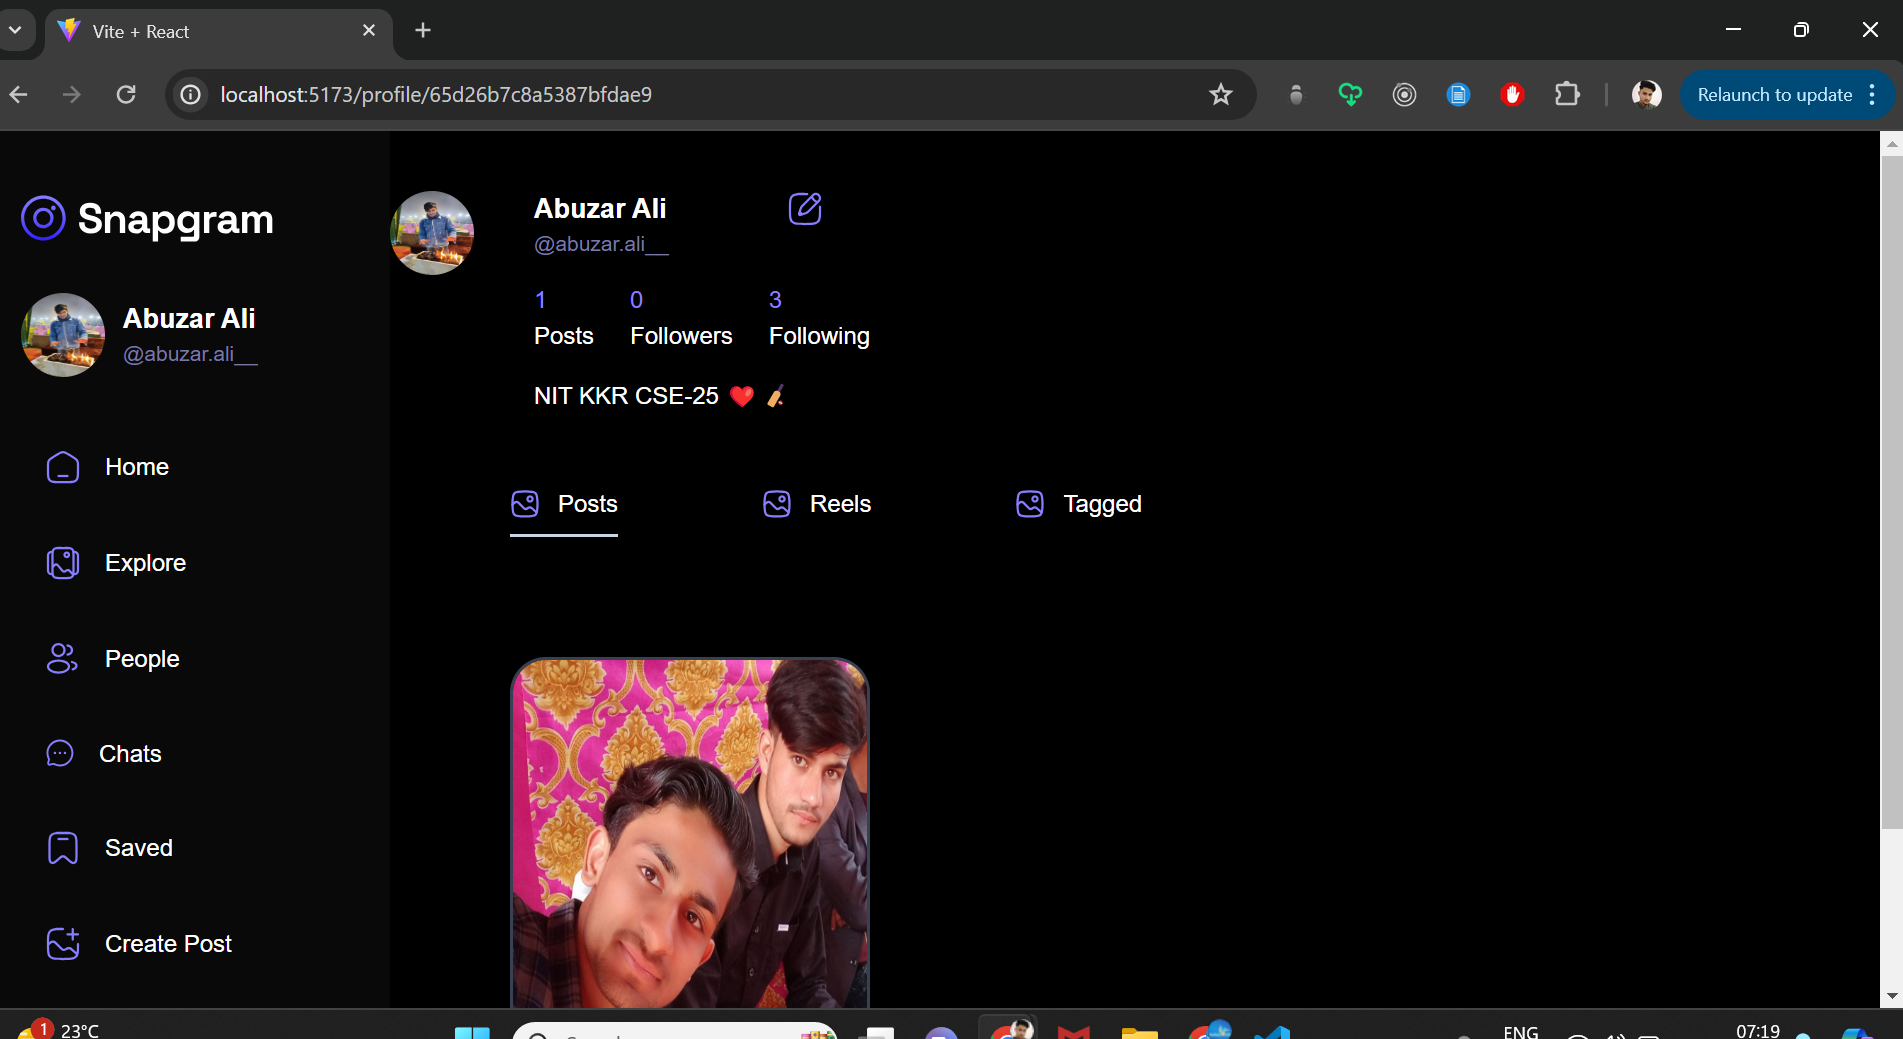 Vite + React
localhost:5173/profile/65d26b7c8a5387bfdae9
Relaunch to update
Snapgram
Abuzar Ali
@abuzar.ali__
Home
Explore
People
Chats
Saved
Create Post
Abuzar Ali
@abuzar.ali__
1 0 3
Posts Followers Following
NIT KKR CSE-25 ❤️ 🏏
Posts Reels Tagged
1 23°C
ENG
07:19